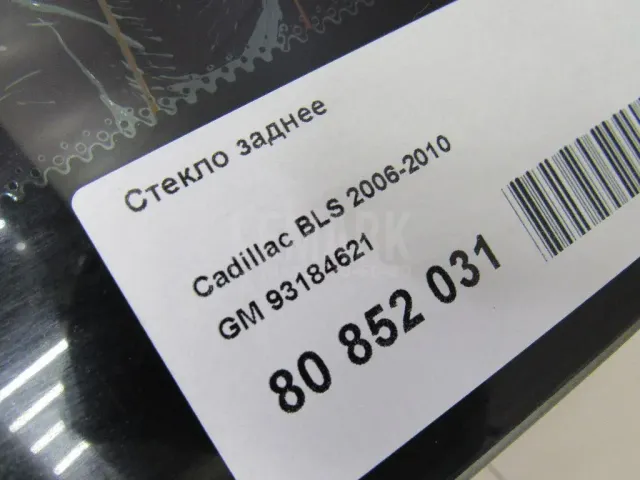 Стекло заднее
Cadillac BLS 2006-2010
GM 93184621
80 852 031